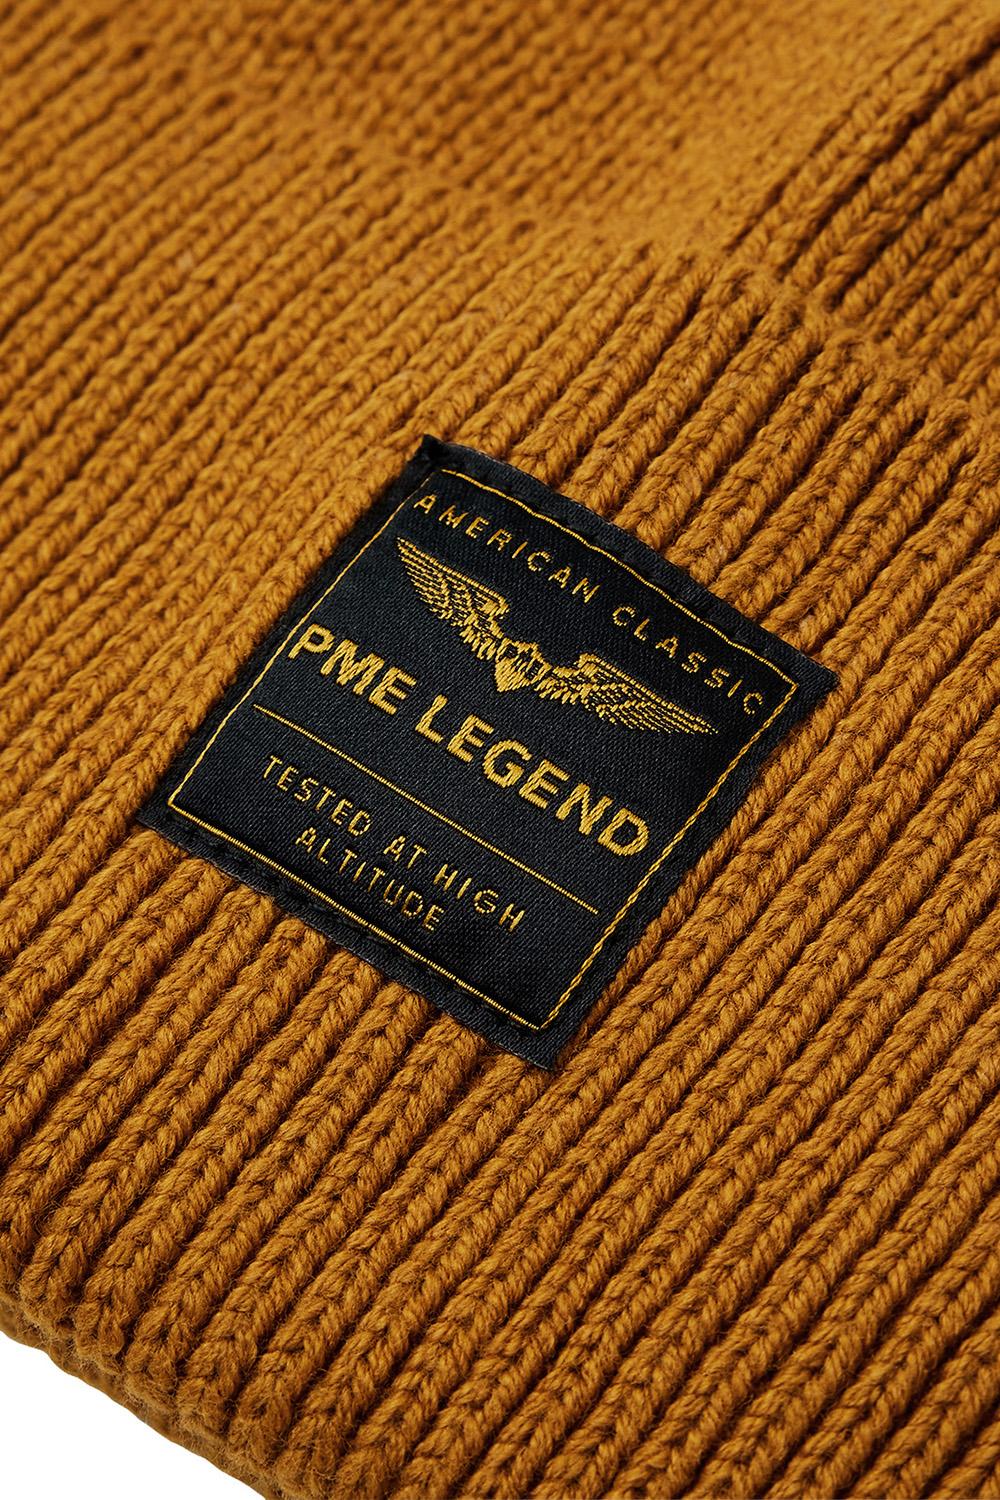 AMERICAN CLASSIC
PME LEGEND
TESTED AT HIGH
ALTITUDE